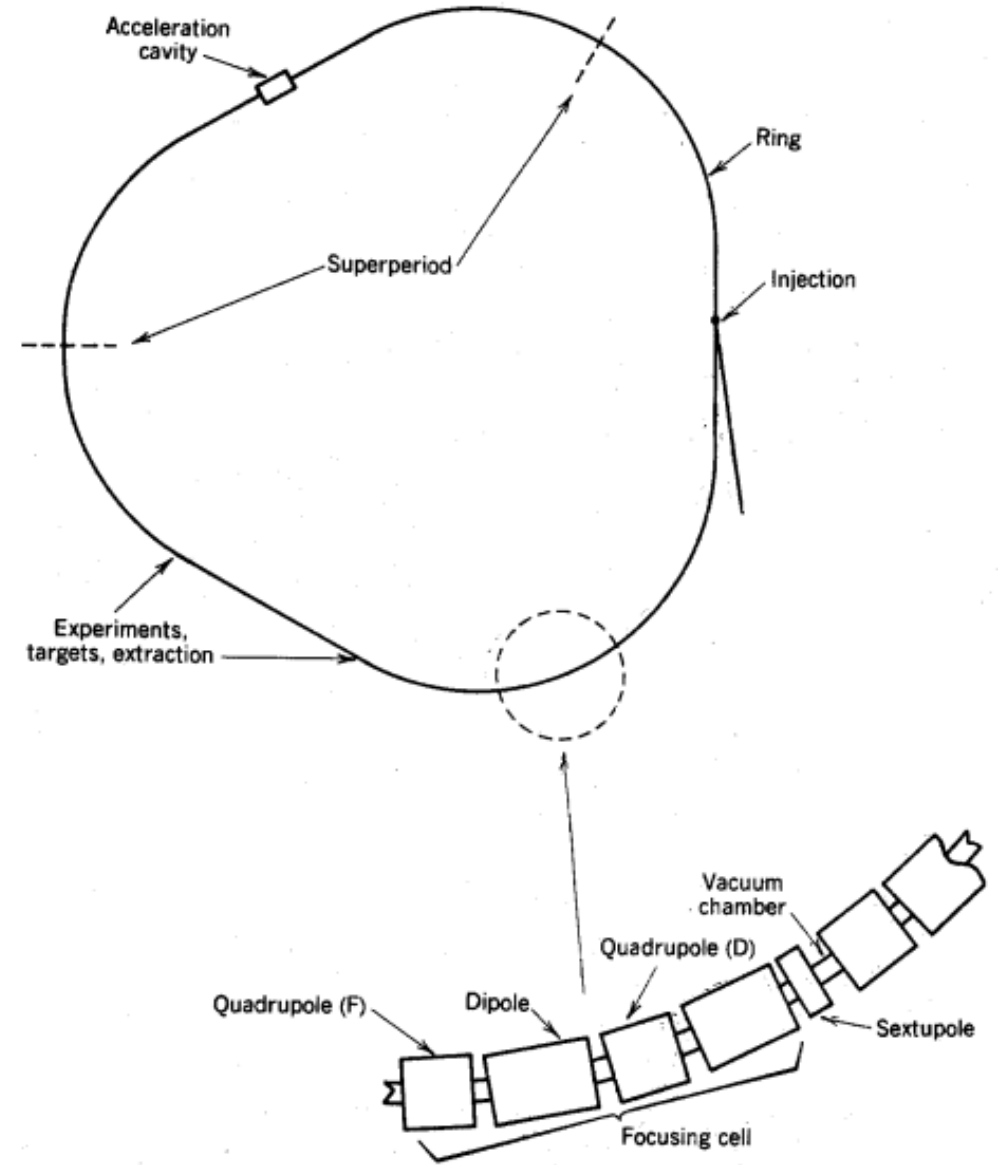 Acceleration
cavity
Ring
Superperiod
Injection
Experiments,
targets, extraction
Vacuum
chamber
Quadrupole (D)
Quadrupole (F)
Dipole
Sextupole
Focusing cell